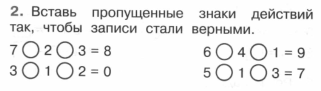 2. Вставь пропущенные знаки действий
так, чтобы записи стали верными.
7 ○ 2 ○ 3 = 8 6 ○ 4 ○ 1 = 9
3 ○ 1 ○ 2 = 0 5 ○ 1 ○ 3 = 7